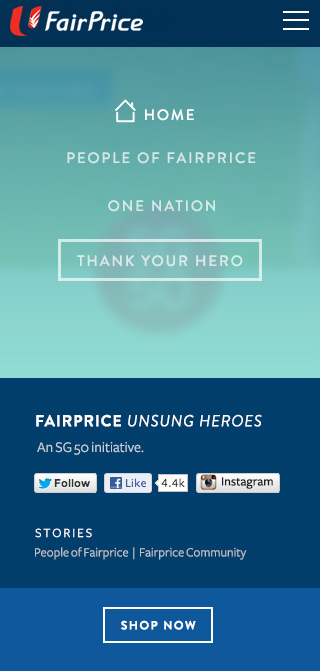 FairPrice
HOME
PEOPLE OF FAIRPRICE
ONE NATION
THANK YOUR HERO
FAIRPRICE UNSUNG HEROES
An SG 50 initiative.
Follow Like 4.4k Instagram
STORIES
People of Fairprice | Fairprice Community
SHOP NOW